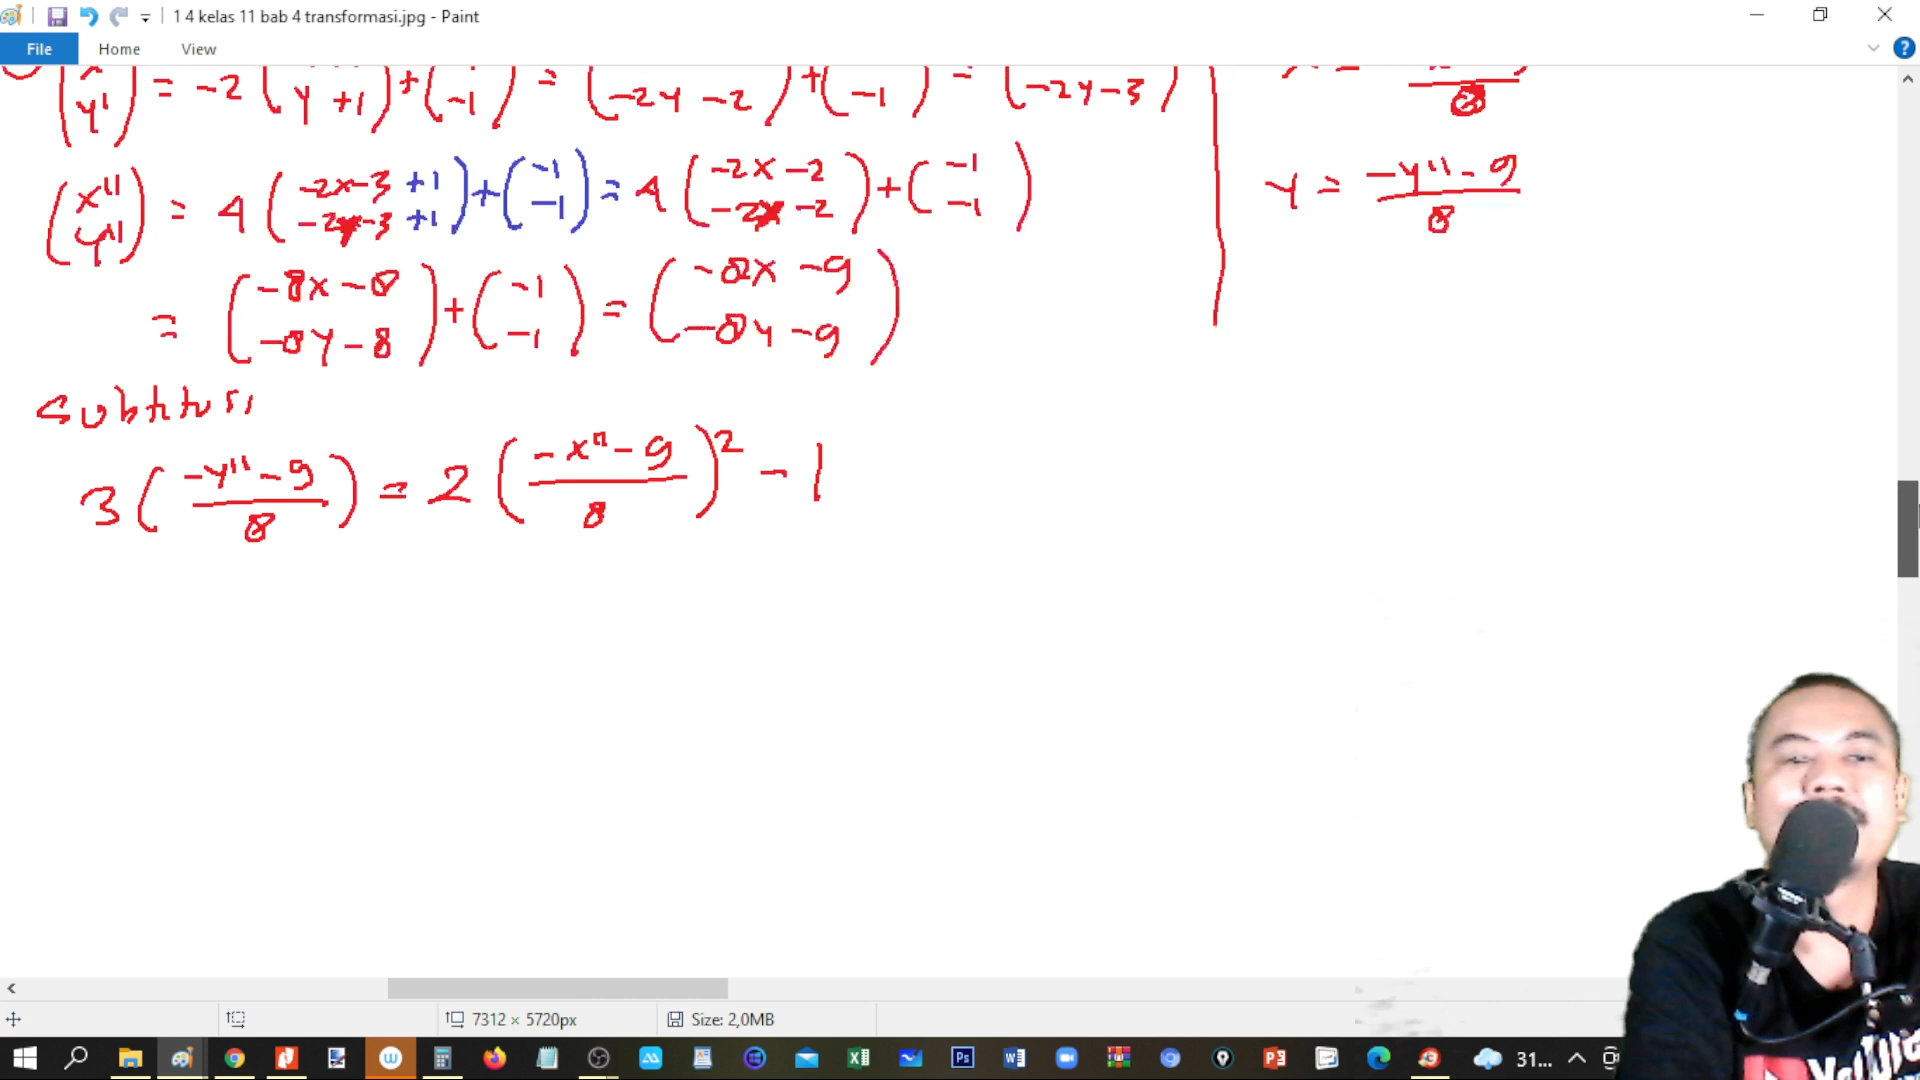 1 4 kelas 11 bab 4 transformasi.jpg - Paint
File Home View
y' = -2 ( y +1 ) + ( -1 ) = ( -2y -2 ) + ( -1 ) = ( -2y-3 )
8
( x'' y'' ) = 4 ( -2x-3 +1 -2y-3 +1 ) + ( -1 -1 ) = 4 ( -2x -2 -2y -2 ) + ( -1 -1 )
y = -y'' - 9 / 8
= ( -8x -8 -8y -8 ) + ( -1 -1 ) = ( -8x -9 -8y -9 )
Subtitusi
3 ( -y'' -9 / 8 ) = 2 ( -x'' -9 / 8 )² - 1
7312 × 5720px Size: 2,0MB
31...